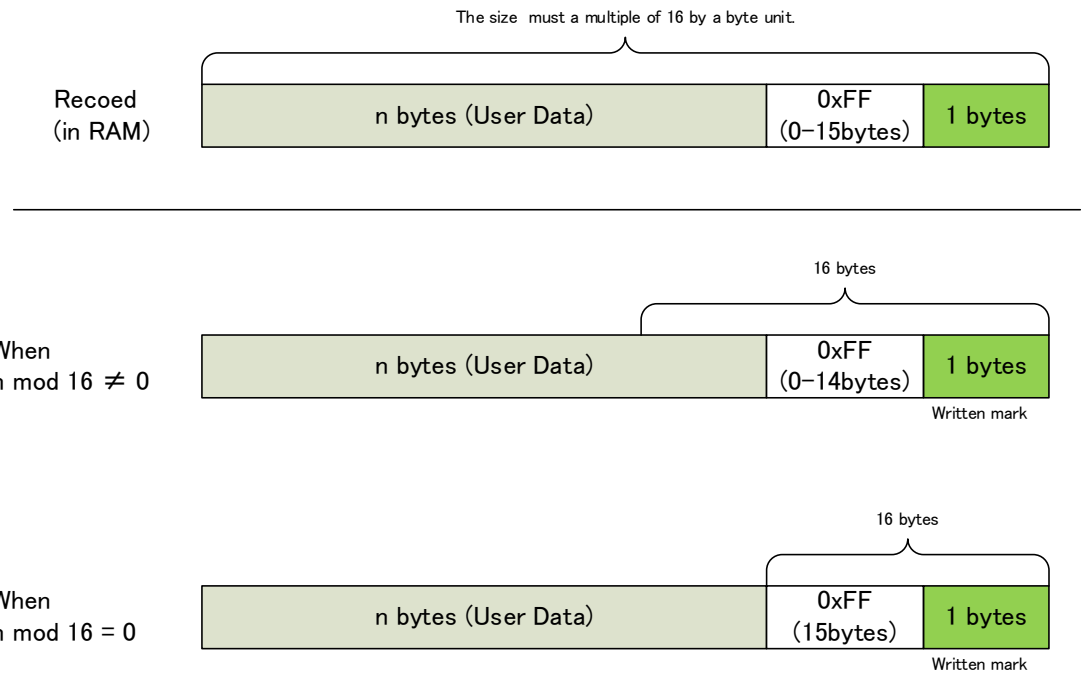 The size must a multiple of 16 by a byte unit.
Recoed
(in RAM)
n bytes (User Data)
0xFF
(0-15bytes)
1 bytes
16 bytes
When
n mod 16 ≠ 0
n bytes (User Data)
0xFF
(0-14bytes)
1 bytes
Written mark
16 bytes
When
n mod 16 = 0
n bytes (User Data)
0xFF
(15bytes)
1 bytes
Written mark